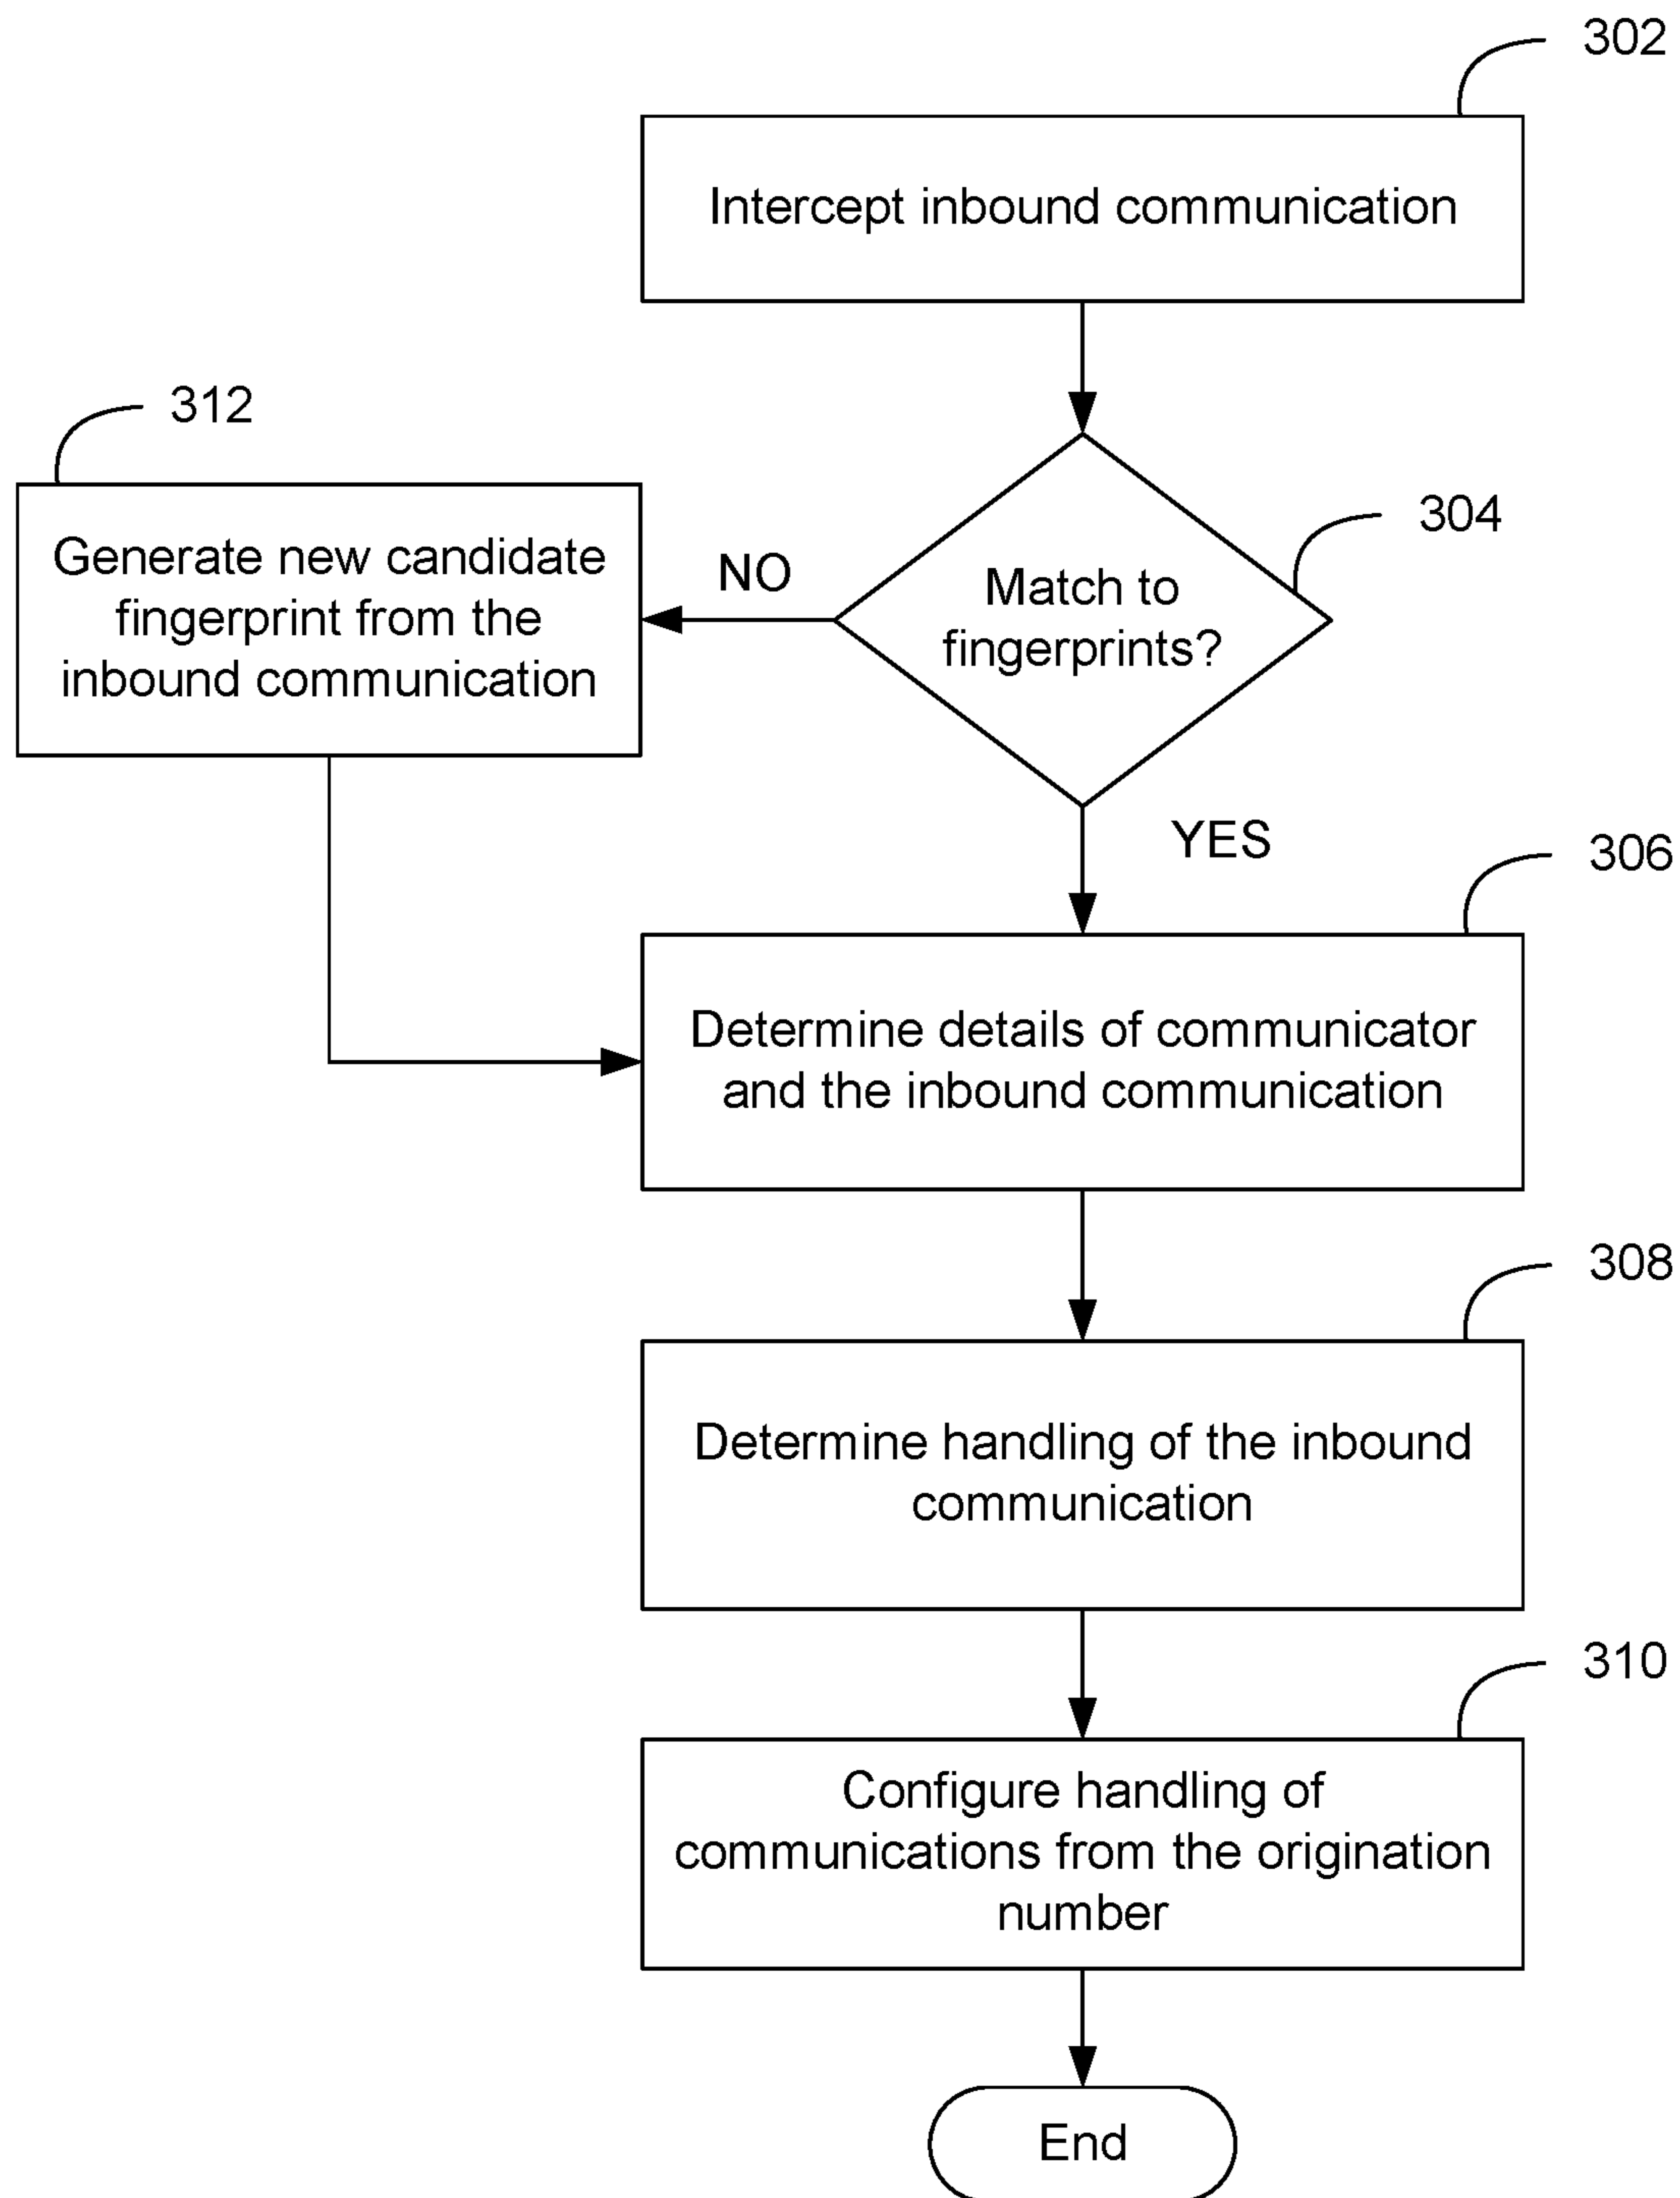 302
Intercept inbound communication
312
Generate new candidate
fingerprint from the
inbound communication
NO
304
Match to
fingerprints?
YES
306
Determine details of communicator
and the inbound communication
308
Determine handling of the inbound
communication
310
Configure handling of
communications from the origination
number
End